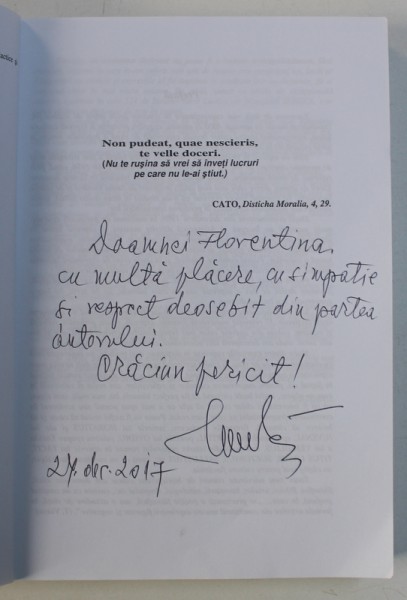 Non pudeat, quae nescieris,
te velle doceri.
(Nu te rușina să vrei să înveți lucruri
pe care nu le-ai știut.)
CATO, Disticha Moralia, 4, 29.
Doamnei Florentina,
cu multă plăcere, cu simpatie
și respect deosebit din partea
autorului.
Crăciun fericit!
27. dec. 2017